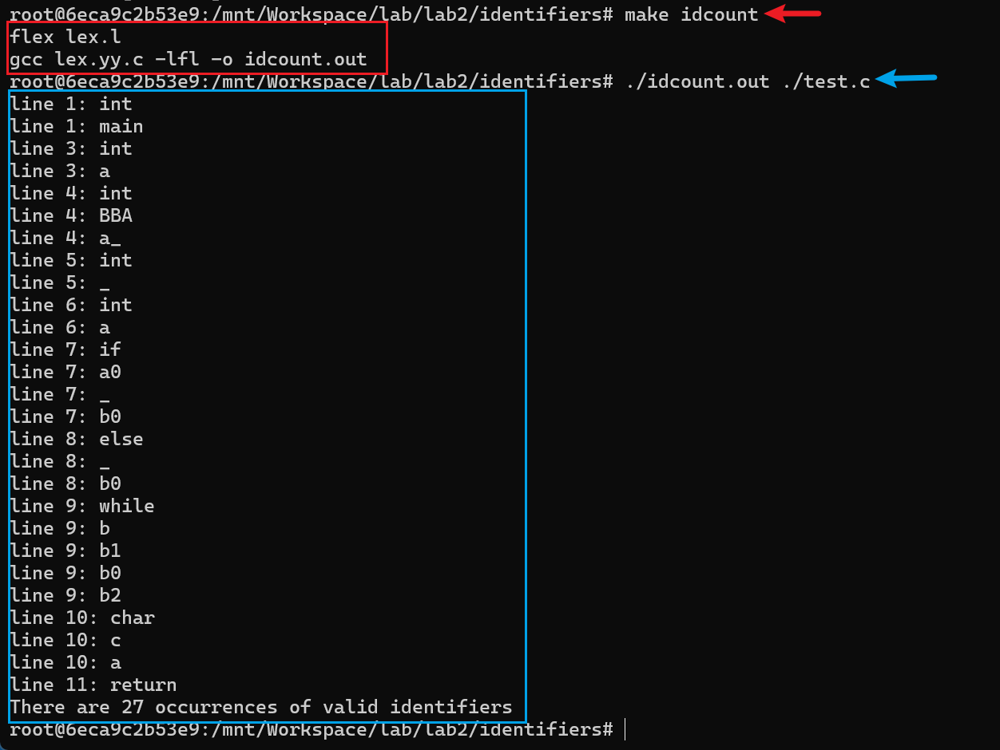 root@6eca9c2b53e9:/mnt/Workspace/lab/lab2/identifiers# make idcount
flex lex.l
gcc lex.yy.c -lfl -o idcount.out
root@6eca9c2b53e9:/mnt/Workspace/lab/lab2/identifiers# ./idcount.out ./test.c
line 1: int
line 1: main
line 3: int
line 3: a
line 4: int
line 4: BBA
line 4: a_
line 5: int
line 5: _
line 6: int
line 6: a
line 7: if
line 7: a0
line 7: _
line 7: b0
line 8: else
line 8: _
line 8: b0
line 9: while
line 9: b
line 9: b1
line 9: b0
line 9: b2
line 10: char
line 10: c
line 10: a
line 11: return
There are 27 occurrences of valid identifiers
root@6eca9c2b53e9:/mnt/Workspace/lab/lab2/identifiers#